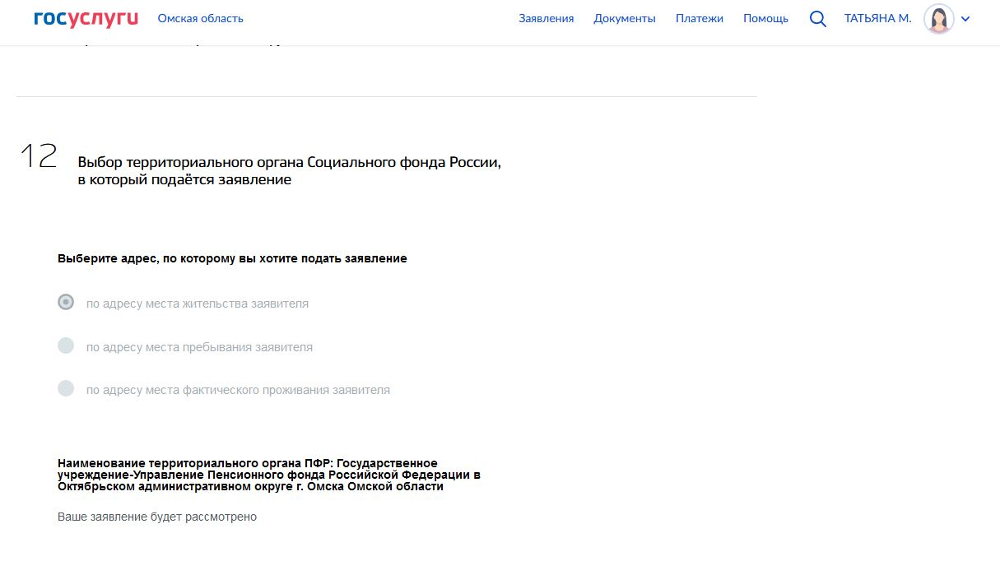 госуслуги Омская область Заявления Документы Платежи Помощь ТАТЬЯНА М.
12 Выбор территориального органа Социального фонда России,
в который подаётся заявление
Выберите адрес, по которому вы хотите подать заявление
по адресу места жительства заявителя
по адресу места пребывания заявителя
по адресу места фактического проживания заявителя
Наименование территориального органа ПФР: Государственное
учреждение-Управление Пенсионного фонда Российской Федерации в
Октябрьском административном округе г. Омска Омской области
Ваше заявление будет рассмотрено